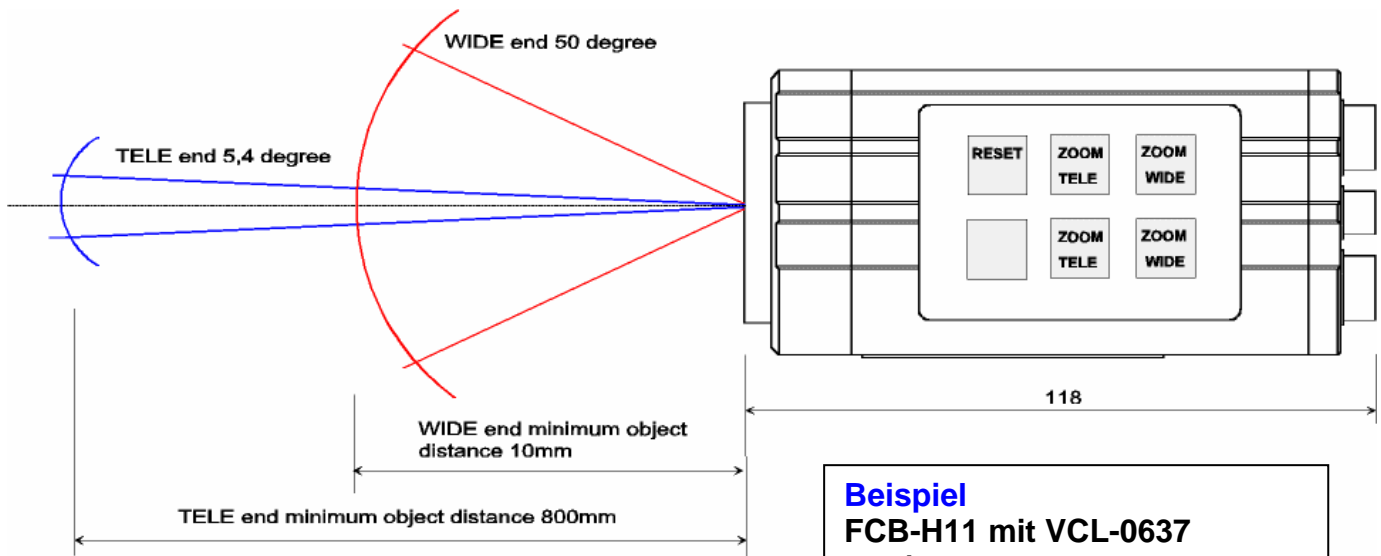 WIDE end 50 degree
TELE end 5,4 degree
RESET
ZOOM
TELE
ZOOM
WIDE
ZOOM
TELE
ZOOM
WIDE
118
WIDE end minimum object
distance 10mm
TELE end minimum object distance 800mm
Beispiel
FCB-H11 mit VCL-0637